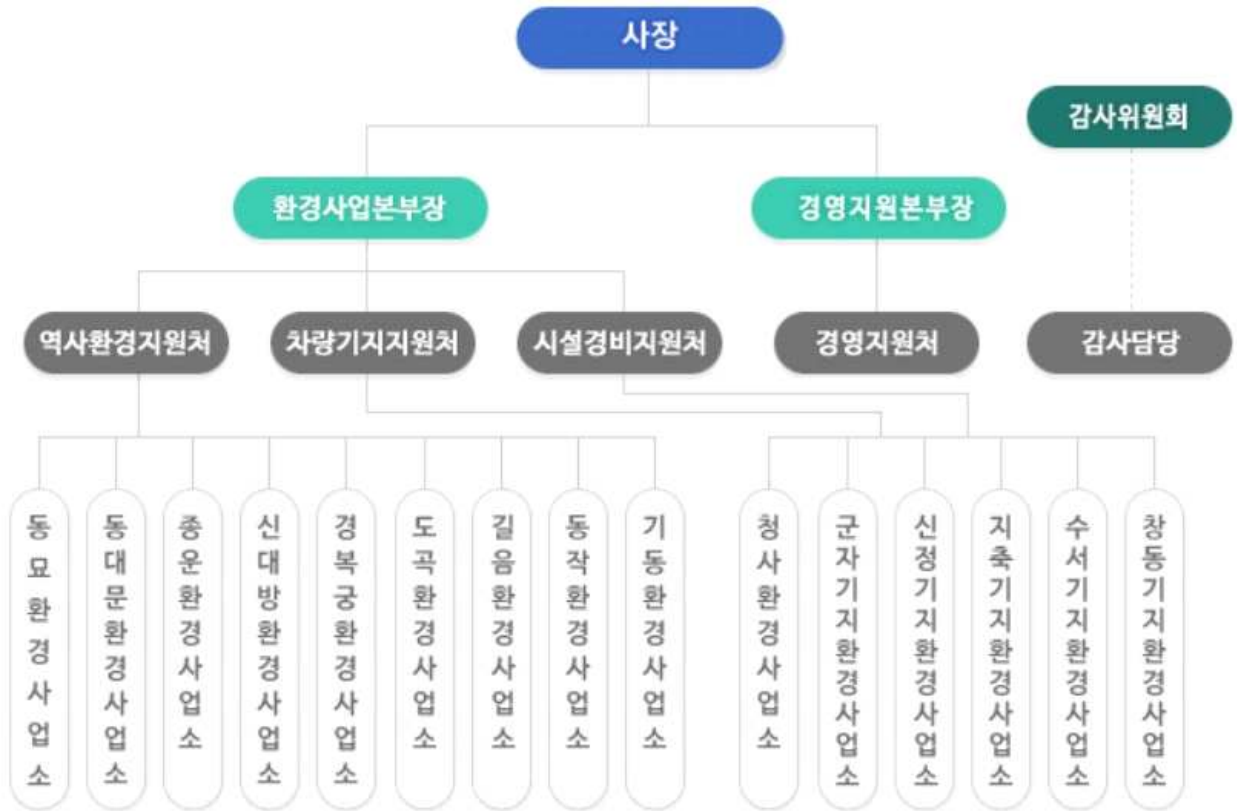 사장
감사위원회
환경사업본부장
경영지원본부장
역사환경지원처
차량기지지원처
시설경비지원처
경영지원처
감사담당
동묘환경사업소
동대문환경사업소
종운환경사업소
신대방환경사업소
경복궁환경사업소
도곡환경사업소
길음환경사업소
동작환경사업소
기동환경사업소
청사환경사업소
군자기지환경사업소
신정기지환경사업소
지축기지환경사업소
수서기지환경사업소
창동기지환경사업소